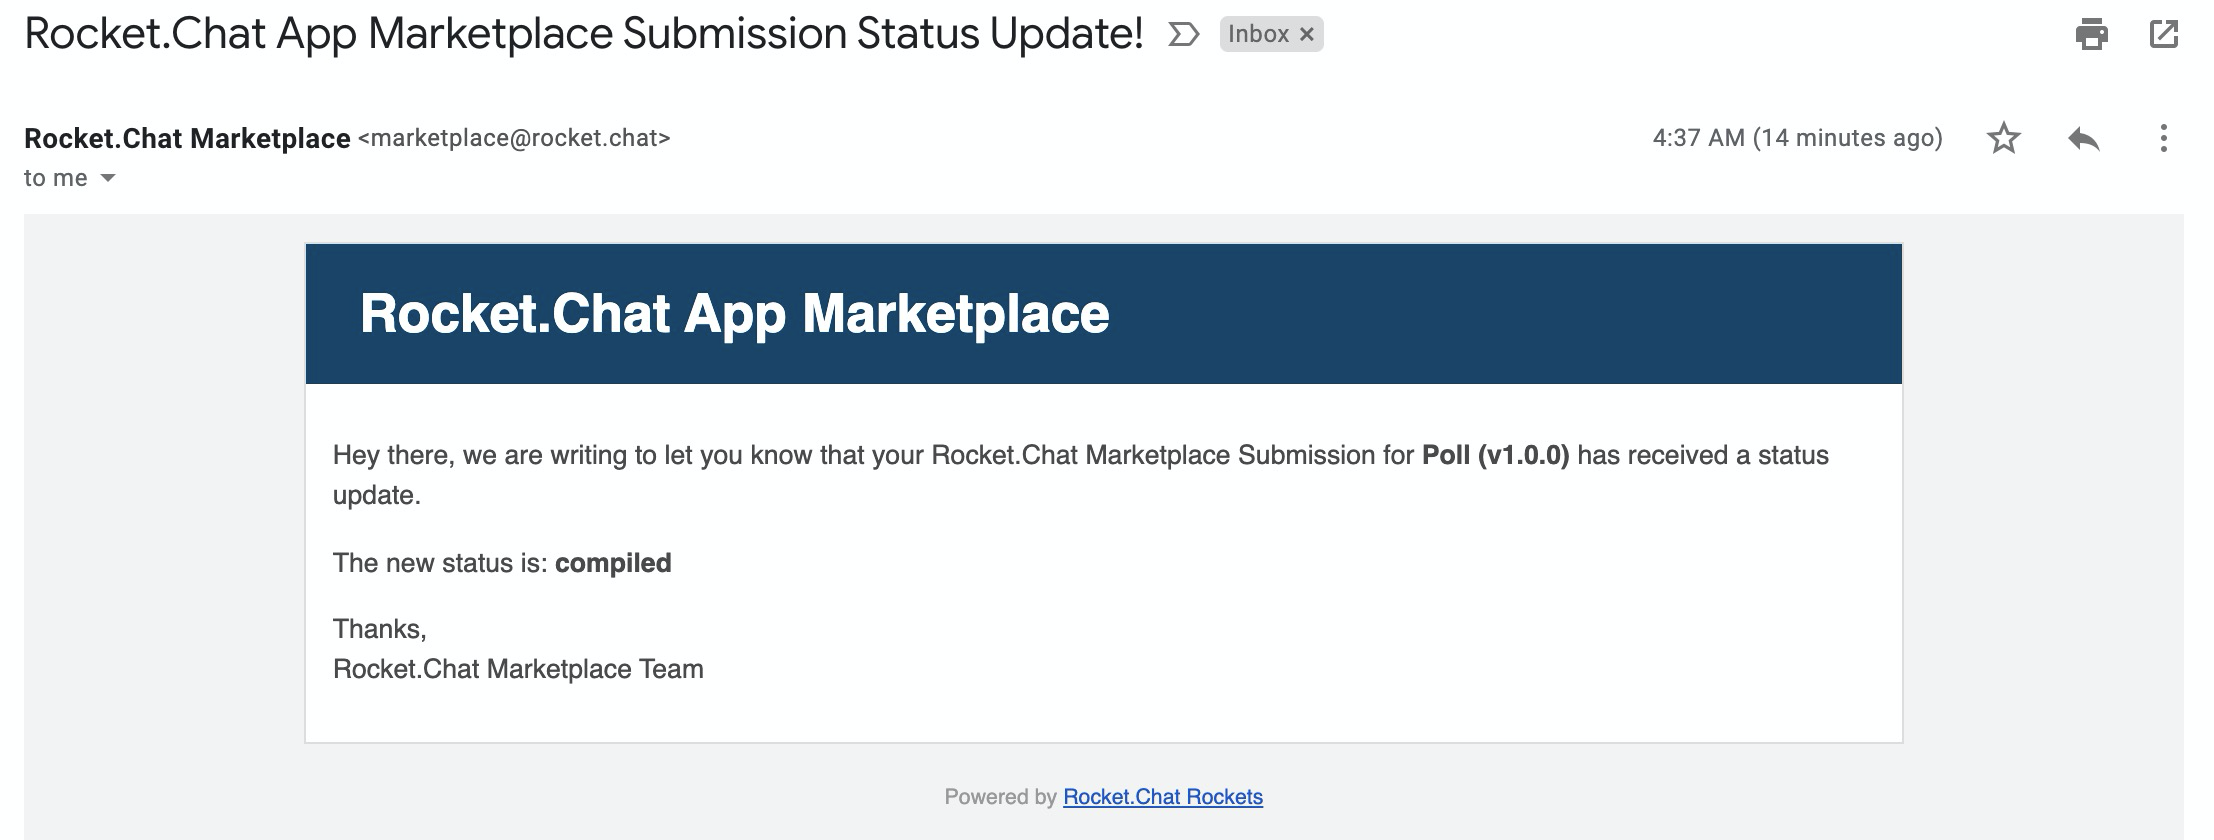 Rocket.Chat App Marketplace Submission Status Update! Inbox ×
Rocket.Chat Marketplace <marketplace@rocket.chat> 4:37 AM (14 minutes ago)
to me
Rocket.Chat App Marketplace
Hey there, we are writing to let you know that your Rocket.Chat Marketplace Submission for Poll (v1.0.0) has received a status
update.
The new status is: compiled
Thanks,
Rocket.Chat Marketplace Team
Powered by Rocket.Chat Rockets